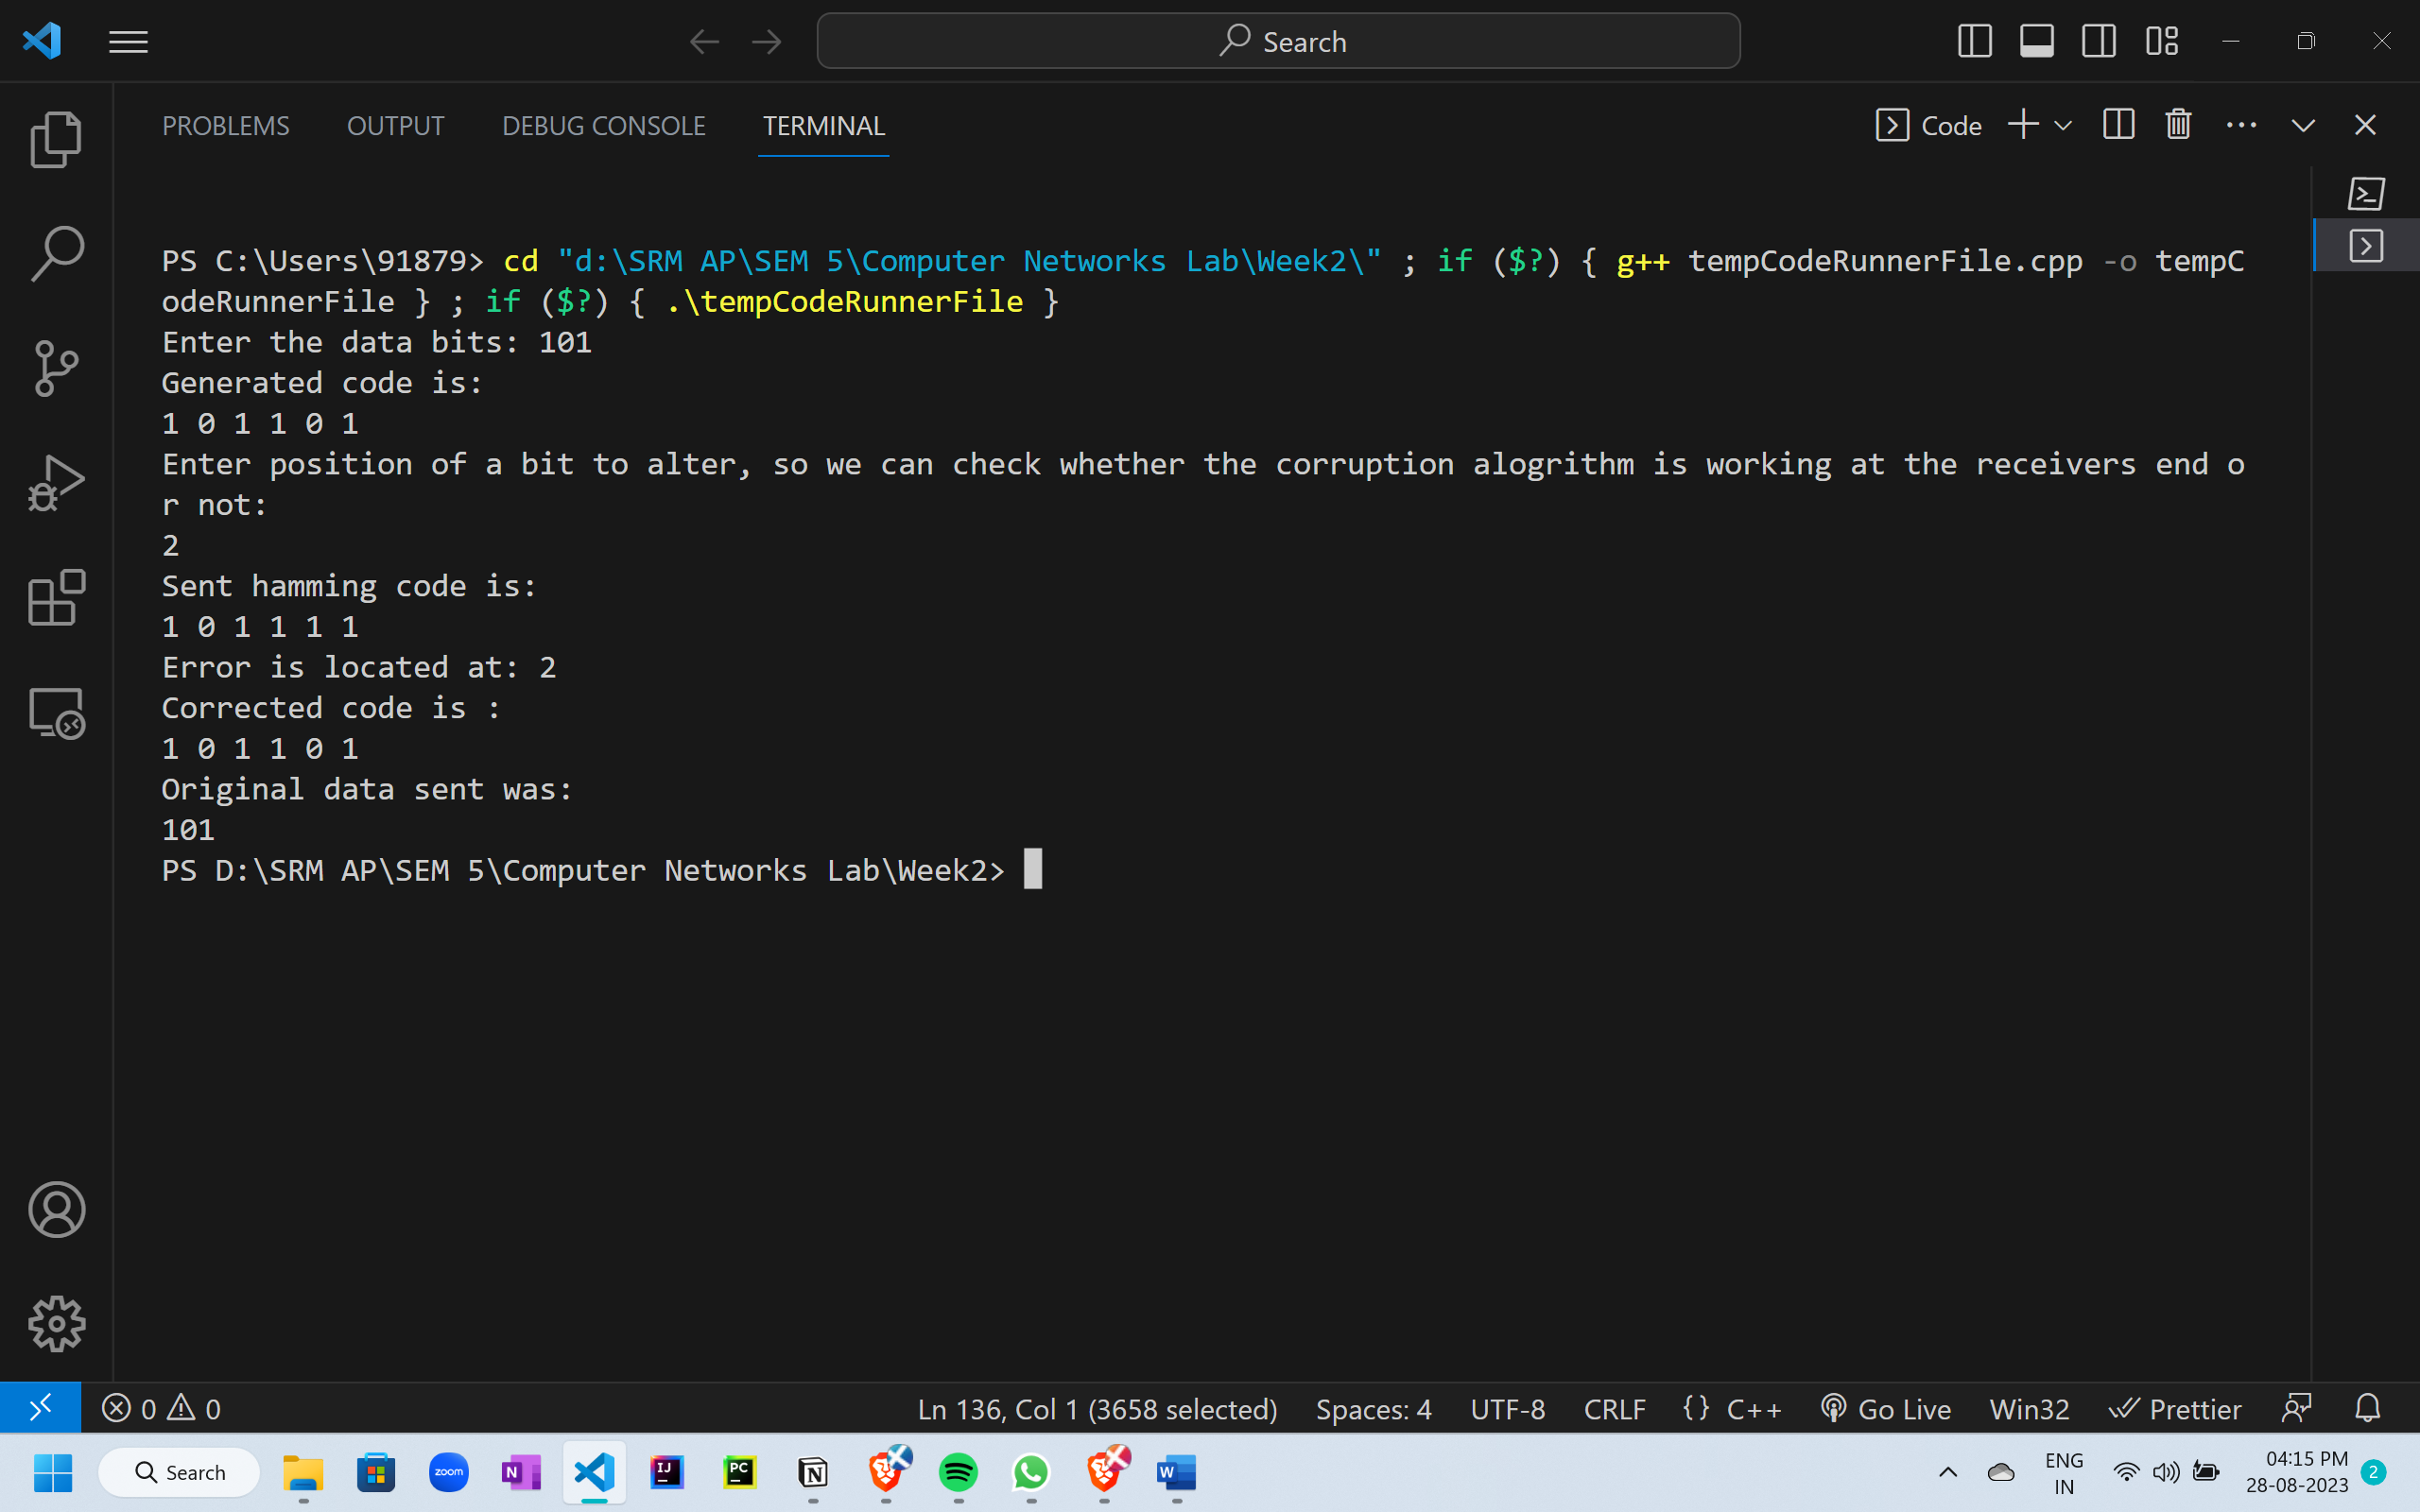 Search
PROBLEMS OUTPUT DEBUG CONSOLE TERMINAL Code
PS C:\Users\91879> cd "d:\SRM AP\SEM 5\Computer Networks Lab\Week2\" ; if ($?) { g++ tempCodeRunnerFile.cpp -o tempC
odeRunnerFile } ; if ($?) { .\tempCodeRunnerFile }
Enter the data bits: 101
Generated code is:
1 0 1 1 0 1
Enter position of a bit to alter, so we can check whether the corruption alogrithm is working at the receivers end o
r not:
2
Sent hamming code is:
1 0 1 1 1 1
Error is located at: 2
Corrected code is :
1 0 1 1 0 1
Original data sent was:
101
PS D:\SRM AP\SEM 5\Computer Networks Lab\Week2>
0 0 Ln 136, Col 1 (3658 selected) Spaces: 4 UTF-8 CRLF {} C++ Go Live Win32 Prettier
Search zoom N IJ PC N W ENG 04:15 PM 2
IN 28-08-2023